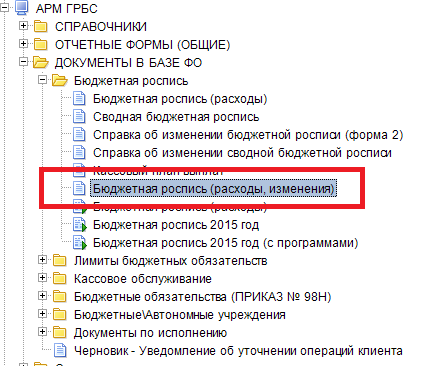 АРМ ГРБС
СПРАВОЧНИКИ
ОТЧЕТНЫЕ ФОРМЫ (ОБЩИЕ)
ДОКУМЕНТЫ В БАЗЕ ФО
Бюджетная роспись
Бюджетная роспись (расходы)
Сводная бюджетная роспись
Справка об изменении бюджетной росписи (форма 2)
Справка об изменении сводной бюджетной росписи
Кассовый план выплат
Бюджетная роспись (расходы, изменения)
Бюджетная роспись (расходы)
Бюджетная роспись 2015 год
Бюджетная роспись 2015 год (с программами)
Лимиты бюджетных обязательств
Кассовое обслуживание
Бюджетные обязательства (ПРИКАЗ № 98Н)
Бюджетные\Автономные учреждения
Документы по исполнению
Черновик - Уведомление об уточнении операций клиента